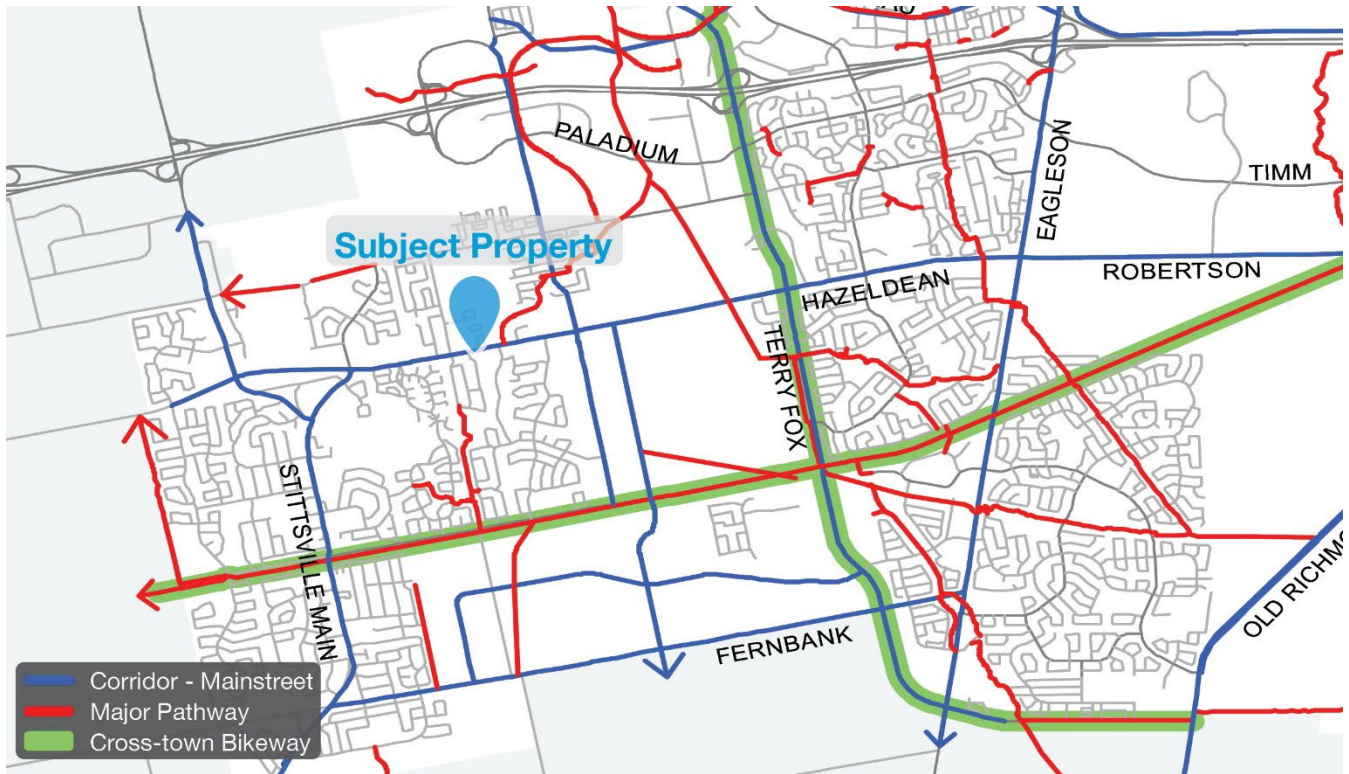 PALADIUM
TIMM
EAGLESON
Subject Property
ROBERTSON
HAZELDEAN
TERRY FOX
STITTSVILLE MAIN
OLD RICHM
FERNBANK
Corridor - Mainstreet
Major Pathway
Cross-town Bikeway